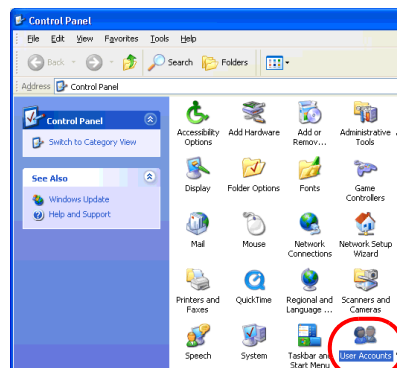 Control Panel
File Edit View Favorites Tools Help
Back Search Folders
Address Control Panel
Control Panel
Switch to Category View
See Also
Windows Update
Help and Support
Accessibility Options
Add Hardware
Add or Remov...
Administrative Tools
Display
Folder Options
Fonts
Game Controllers
Mail
Mouse
Network Connections
Network Setup Wizard
Printers and Faxes
QuickTime
Regional and Language ...
Scanners and Cameras
Speech
System
Taskbar and Start Menu
User Accounts